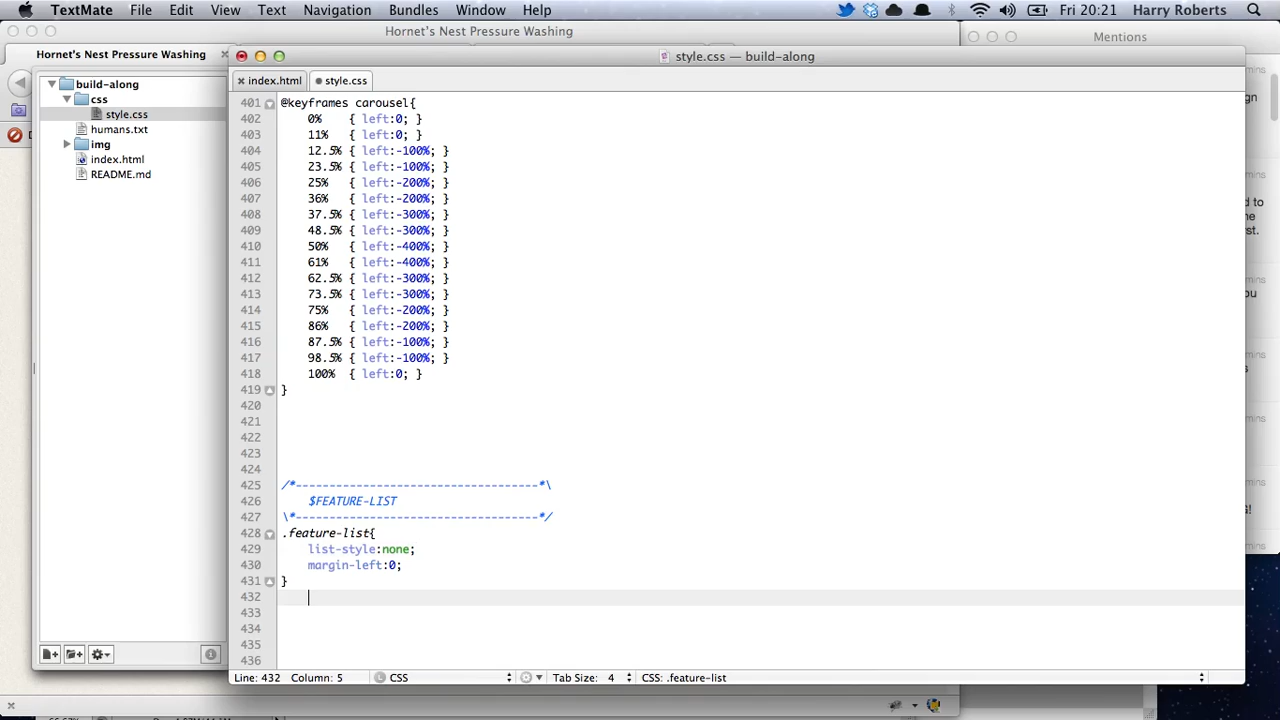 TextMate File Edit View Text Navigation Bundles Window Help Fri 20:21 Harry Roberts
Hornet's Nest Pressure Washing
Mentions
Hornet's Nest Pressure Washing
style.css — build-along
build-along
css
style.css
humans.txt
img
index.html
README.md
index.html
style.css
401 @keyframes carousel{
402 0% { left:0; }
403 11% { left:0; }
404 12.5% { left:-100%; }
405 23.5% { left:-100%; }
406 25% { left:-200%; }
407 36% { left:-200%; }
408 37.5% { left:-300%; }
409 48.5% { left:-300%; }
410 50% { left:-400%; }
411 61% { left:-400%; }
412 62.5% { left:-300%; }
413 73.5% { left:-300%; }
414 75% { left:-200%; }
415 86% { left:-200%; }
416 87.5% { left:-100%; }
417 98.5% { left:-100%; }
418 100% { left:0; }
419 }
420
421
422
423
424
425 /*------------------------------------*\
426 $FEATURE-LIST
427 \*------------------------------------*/
428 .feature-list{
429 list-style:none;
430 margin-left:0;
431 }
432
433
434
435
436
Line: 432 Column: 5 CSS Tab Size: 4 CSS: .feature-list